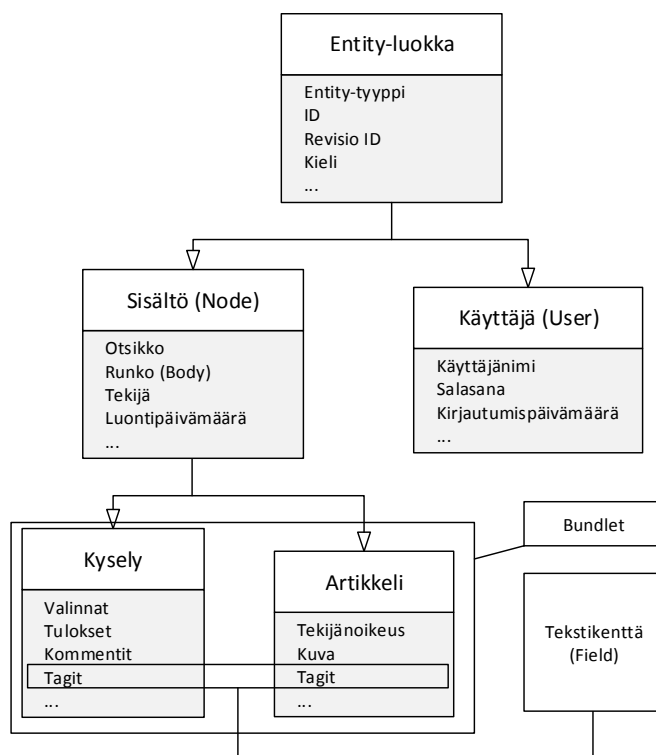 Entity-luokka
Entity-tyyppi
ID
Revisio ID
Kieli
...
Sisältö (Node)
Otsikko
Runko (Body)
Tekijä
Luontipäivämäärä
...
Käyttäjä (User)
Käyttäjänimi
Salasana
Kirjautumispäivämäärä
...
Bundlet
Kysely
Valinnat
Tulokset
Kommentit
Tagit
...
Artikkeli
Tekijänoikeus
Kuva
Tagit
...
Tekstikenttä
(Field)